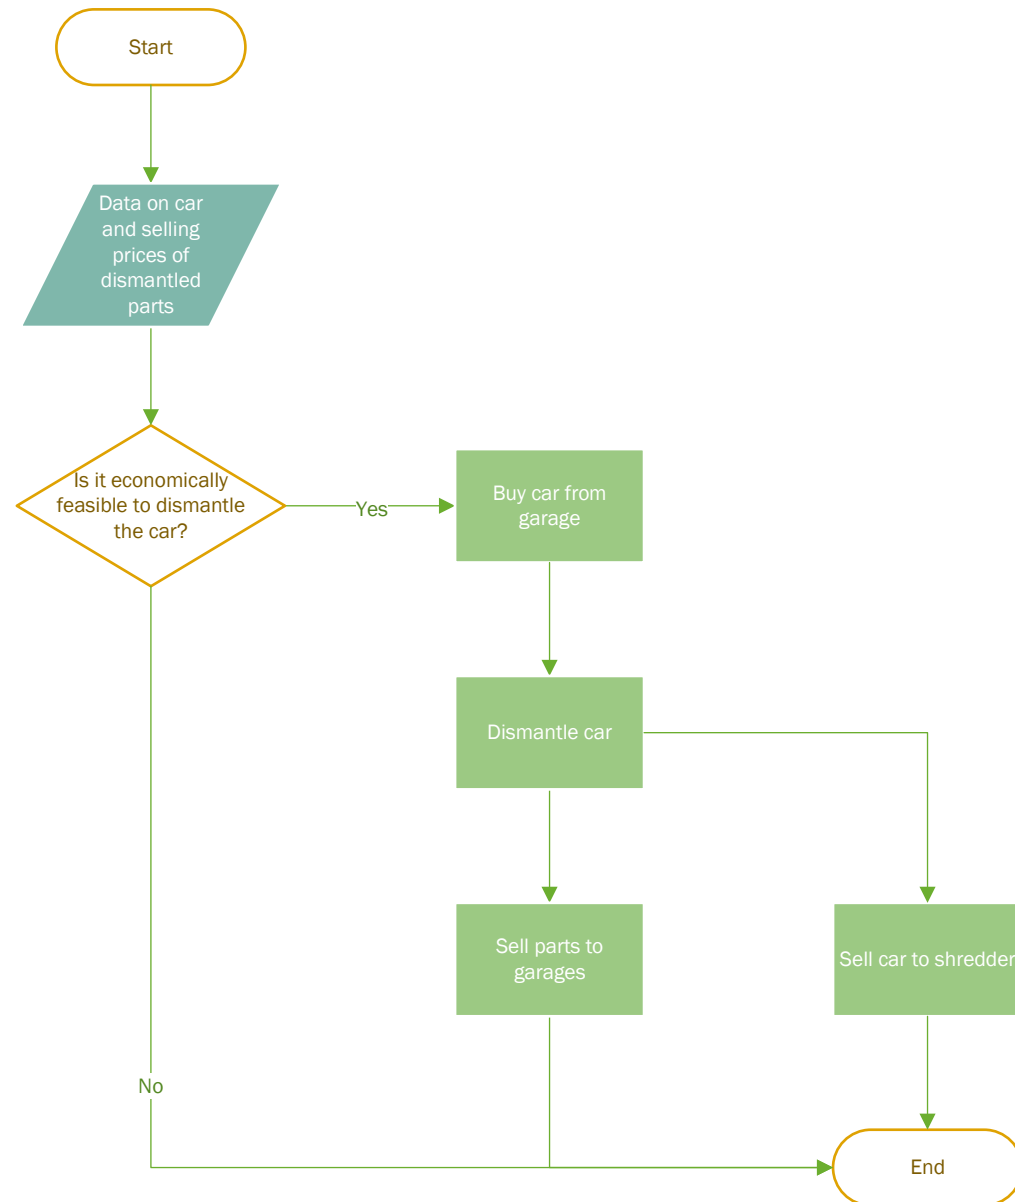 Start
Data on car
and selling
prices of
dismantled
parts
Is it economically
feasible to dismantle
the car?
Yes
Buy car from
garage
Dismantle car
Sell parts to
garages
Sell car to shredder
No
End